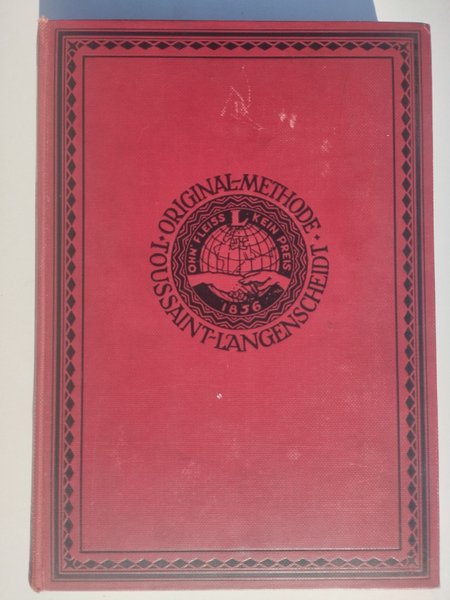 ORIGINAL-METHODE
TOUSSAINT-LANGENSCHEIDT
OHN FLEISS
L
KEIN PREIS
1856